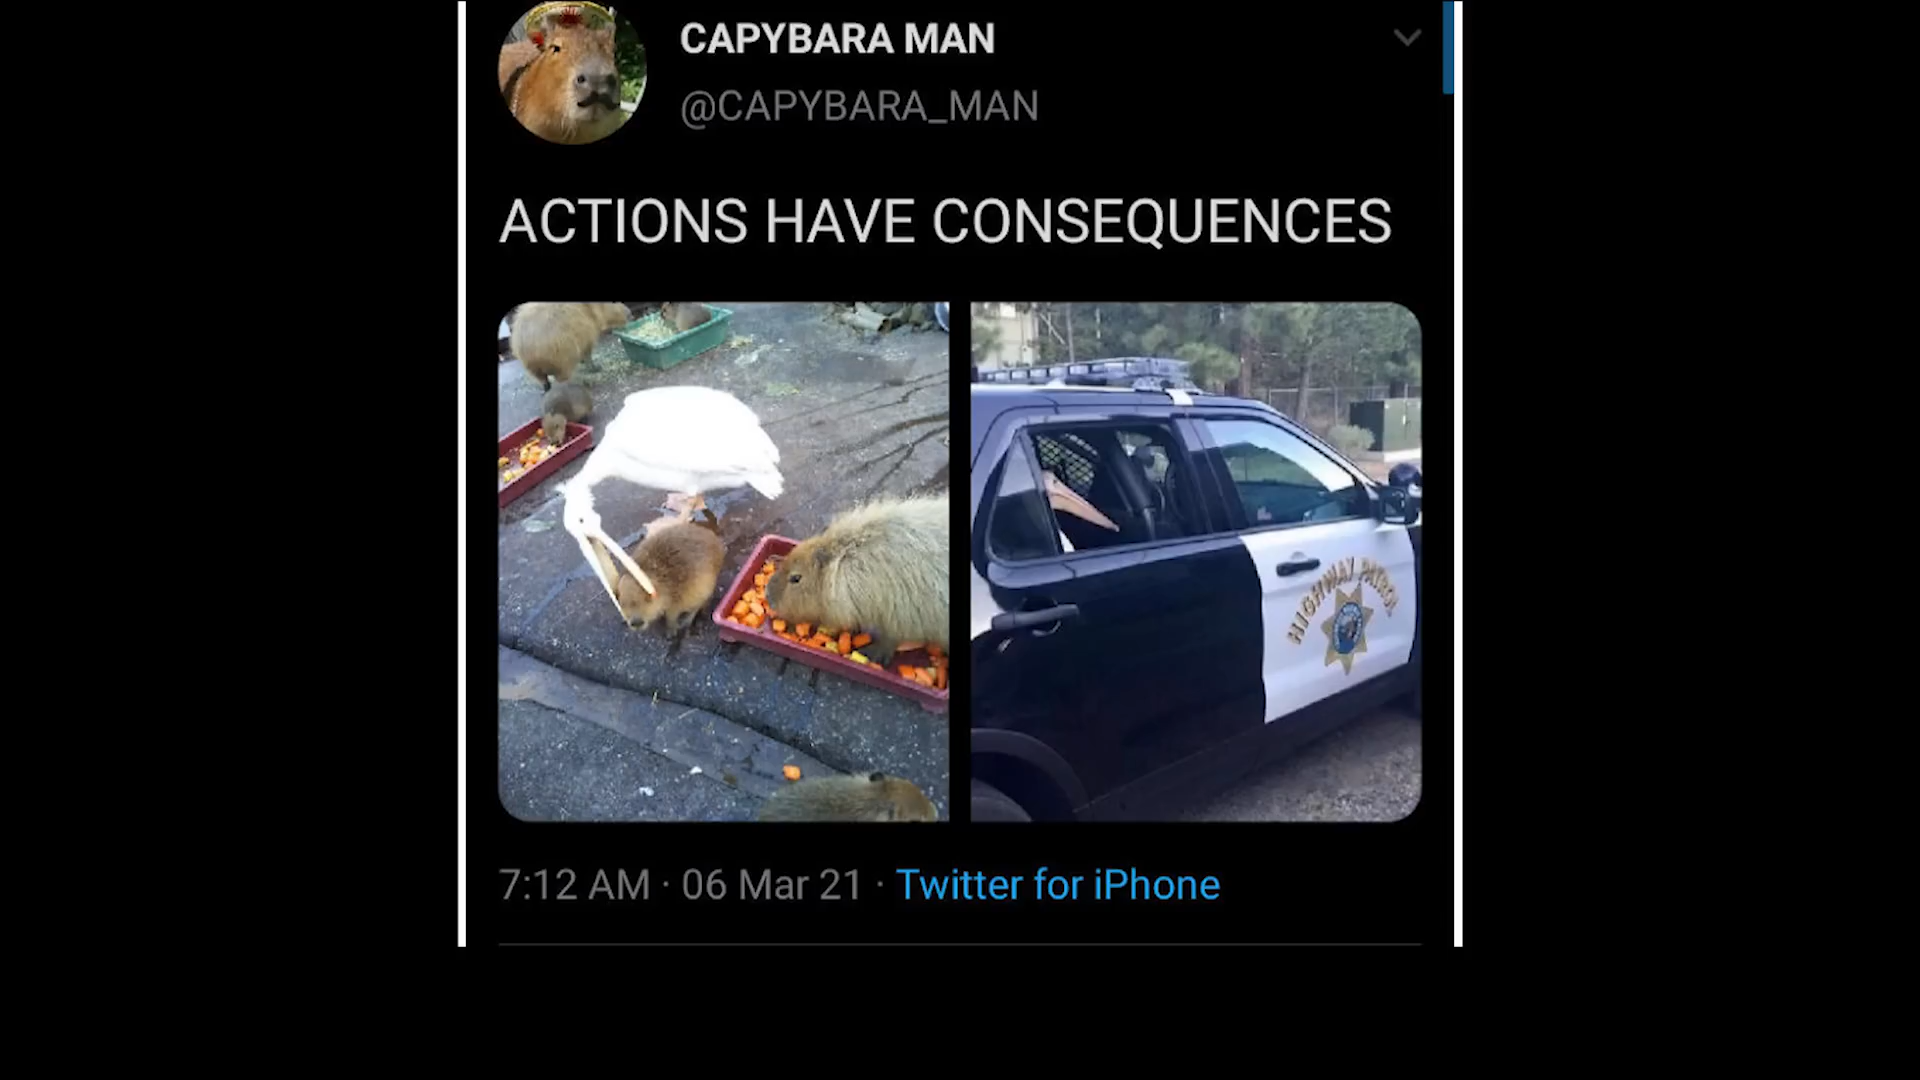 CAPYBARA MAN
@CAPYBARA_MAN
ACTIONS HAVE CONSEQUENCES
HIGHWAY PATROL
7:12 AM · 06 Mar 21 · Twitter for iPhone